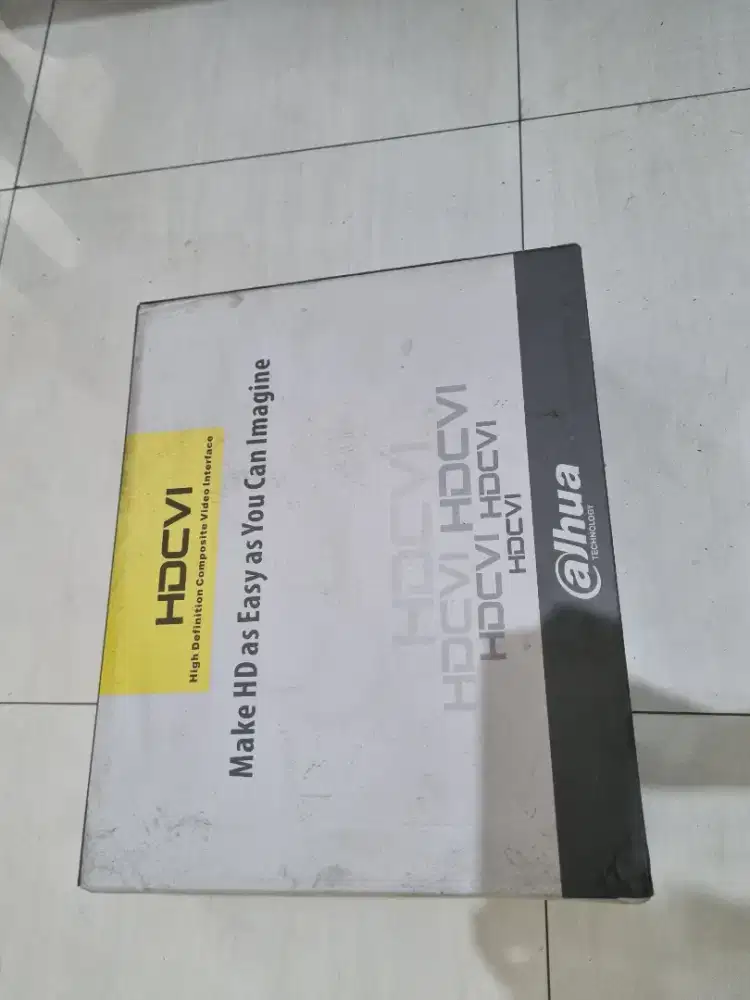 HDCVI
High Definition Composite Video Interface
Make HD as Easy as You Can Imagine
HDCVI
HDCVI HDCVI
HDCVI HDCVI
HDCVI
alhua
TECHNOLOGY